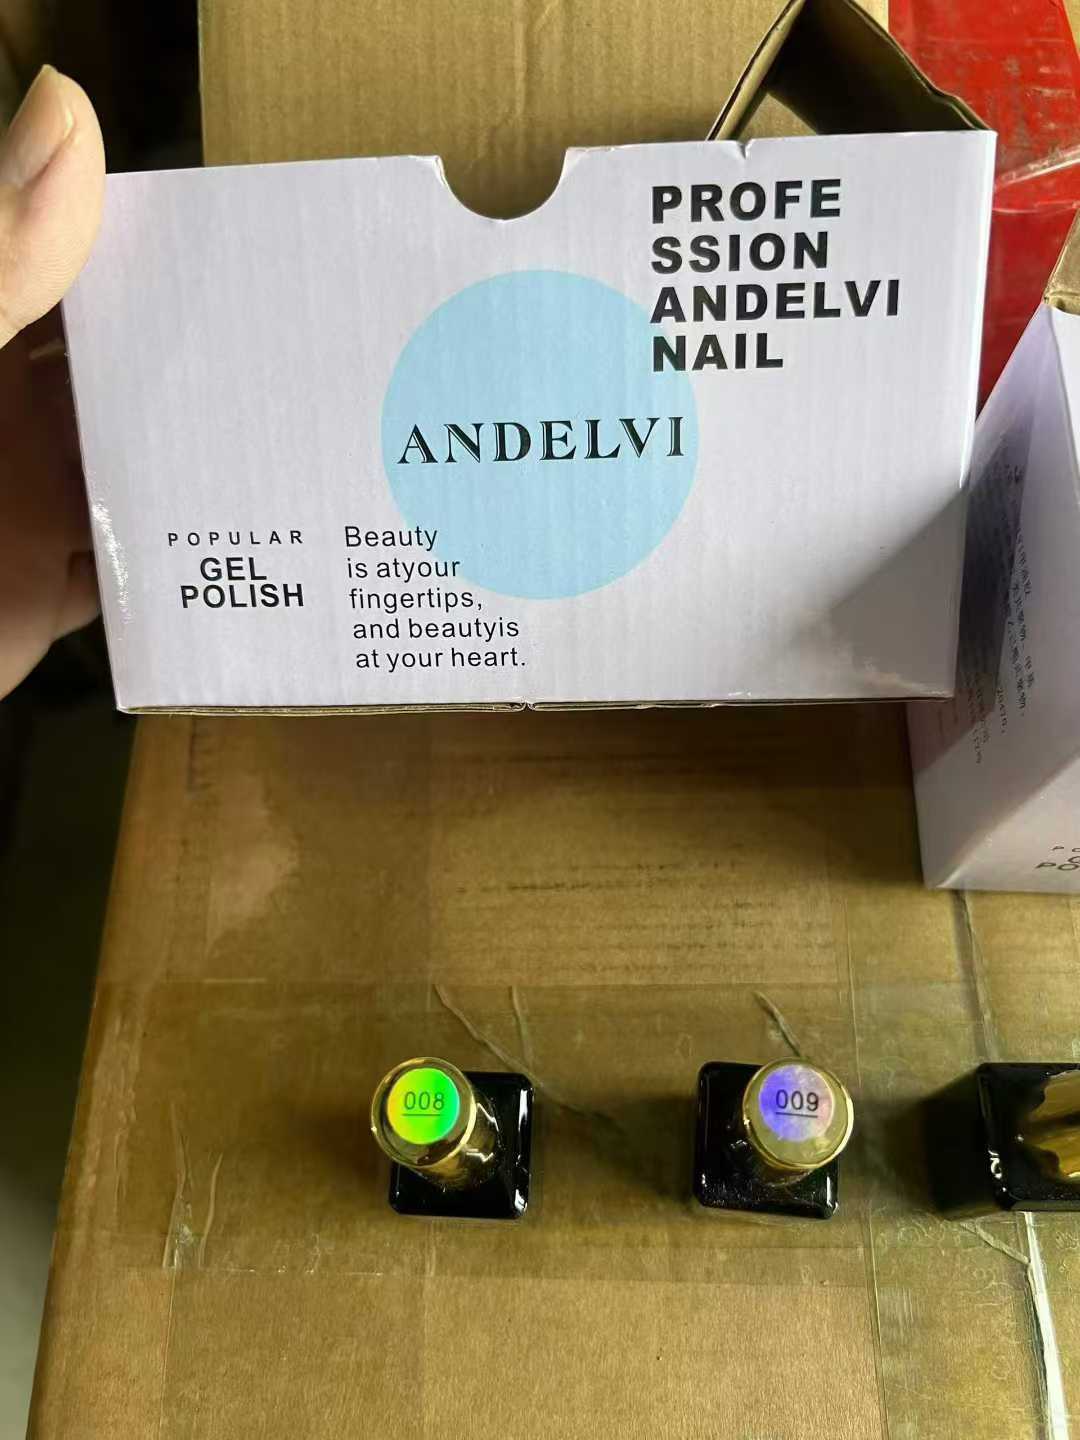 PROFE
SSION
ANDELVI
NAIL
ANDELVI
POPULAR
GEL
POLISH
Beauty
is atyour
fingertips,
and beautyis
at your heart.
008
009